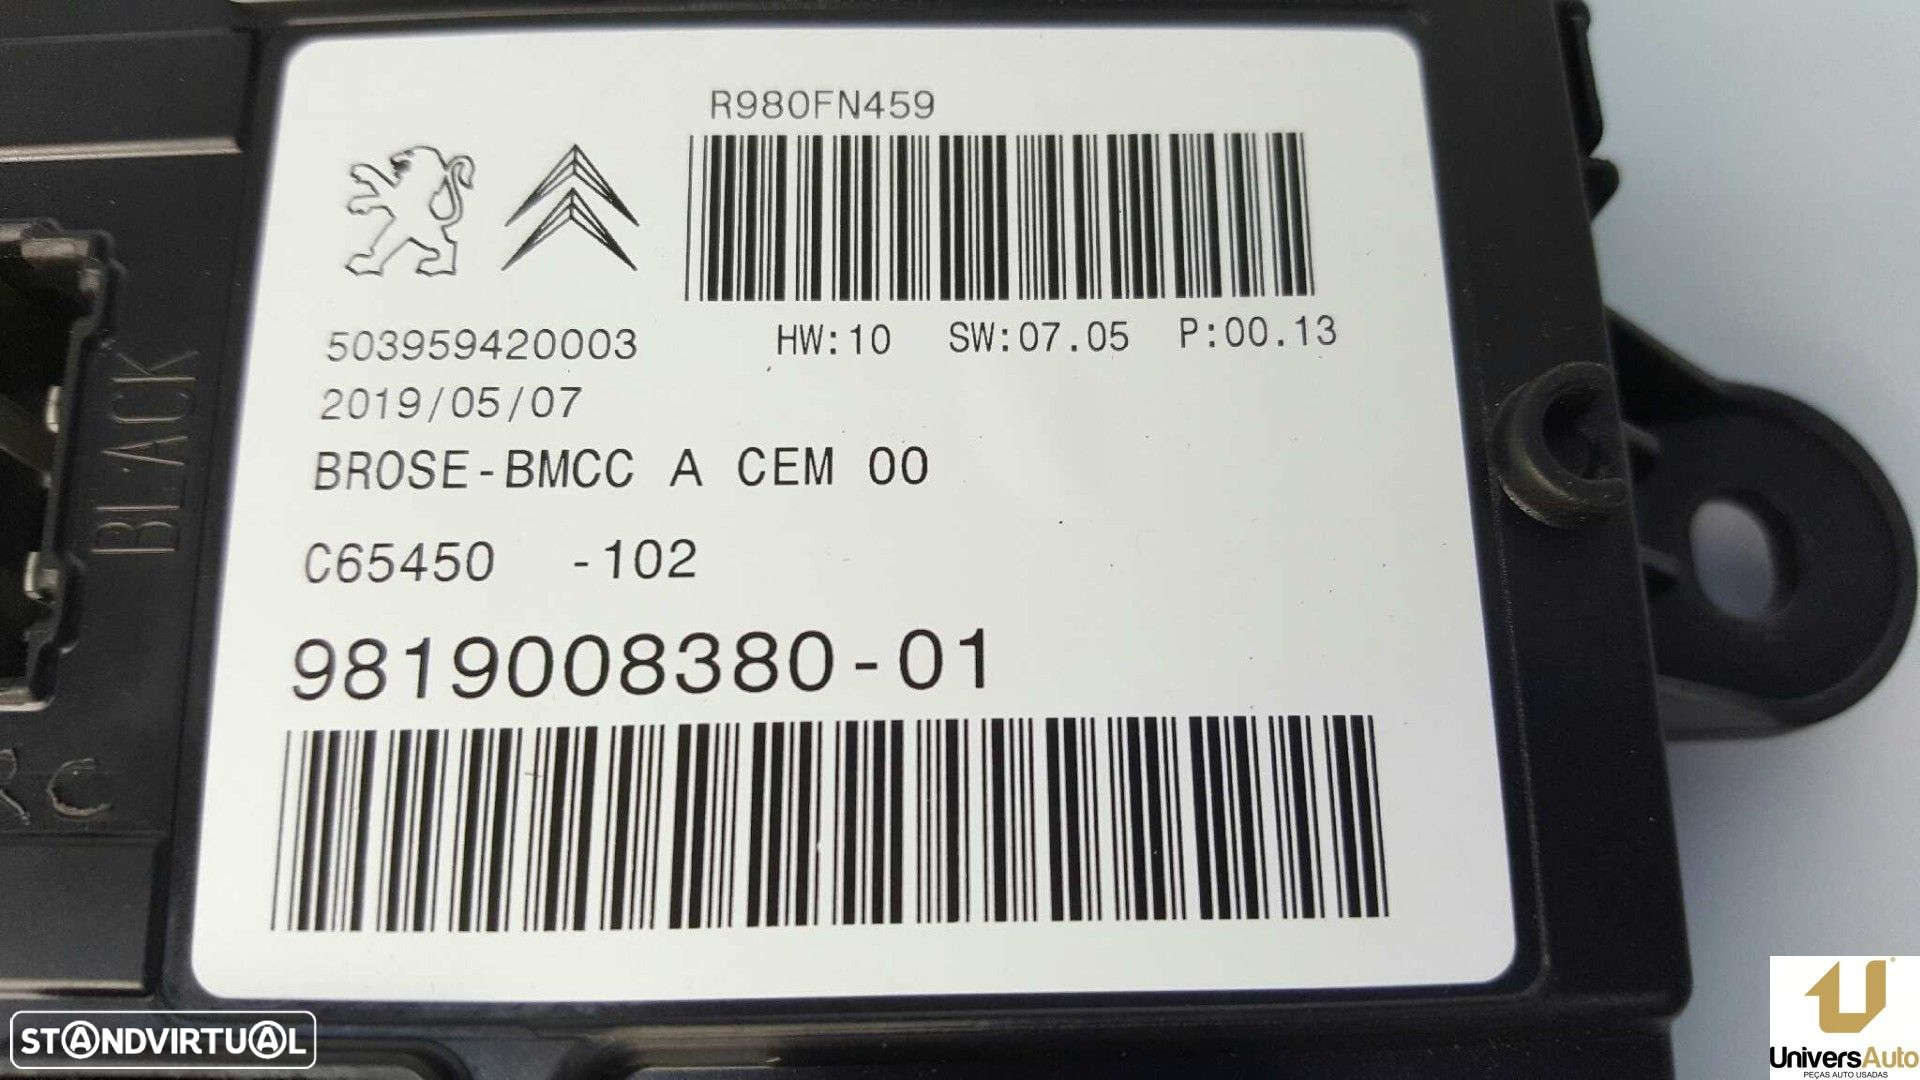 R980FN459
503959420003 HW:10 SW:07.05 P:00.13
2019/05/07
BROSE-BMCC A CEM 00
C65450 -102
9819008380-01
BLACK
RC
STANDVIRTUAL
UniversAuto
PEÇAS AUTO USADAS